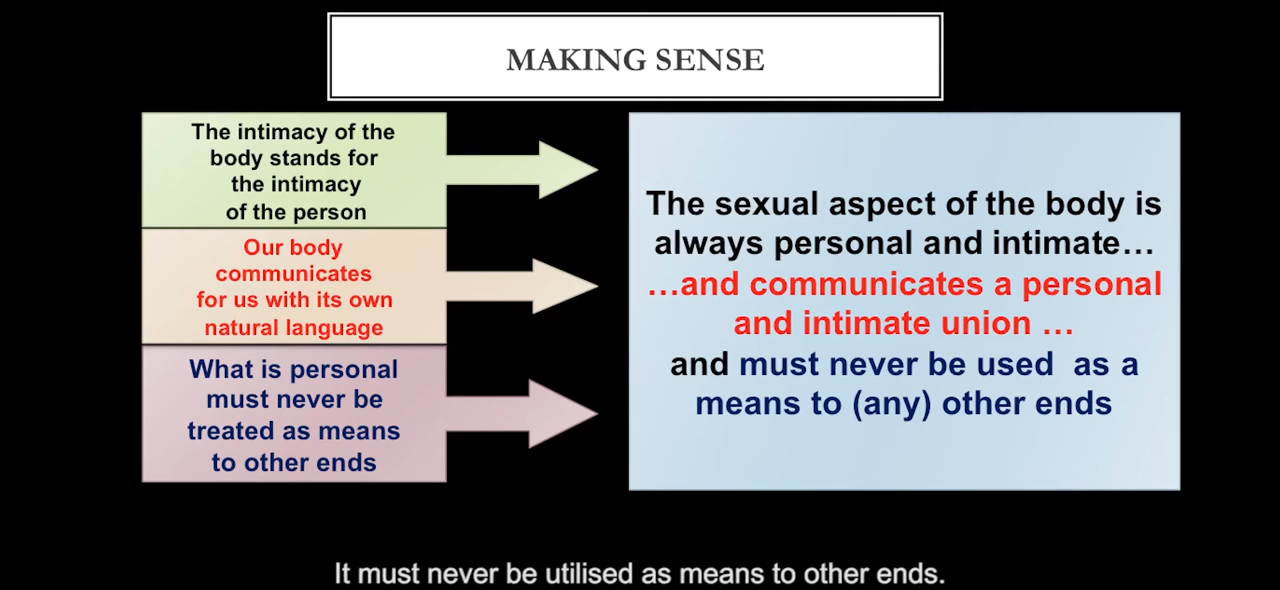 MAKING SENSE
The intimacy of the
body stands for
the intimacy
of the person
Our body
communicates
for us with its own
natural language
What is personal
must never be
treated as means
to other ends
The sexual aspect of the body is
always personal and intimate…
…and communicates a personal
and intimate union …
and must never be used  as a
means to (any) other ends
It must never be utilised as means to other ends.